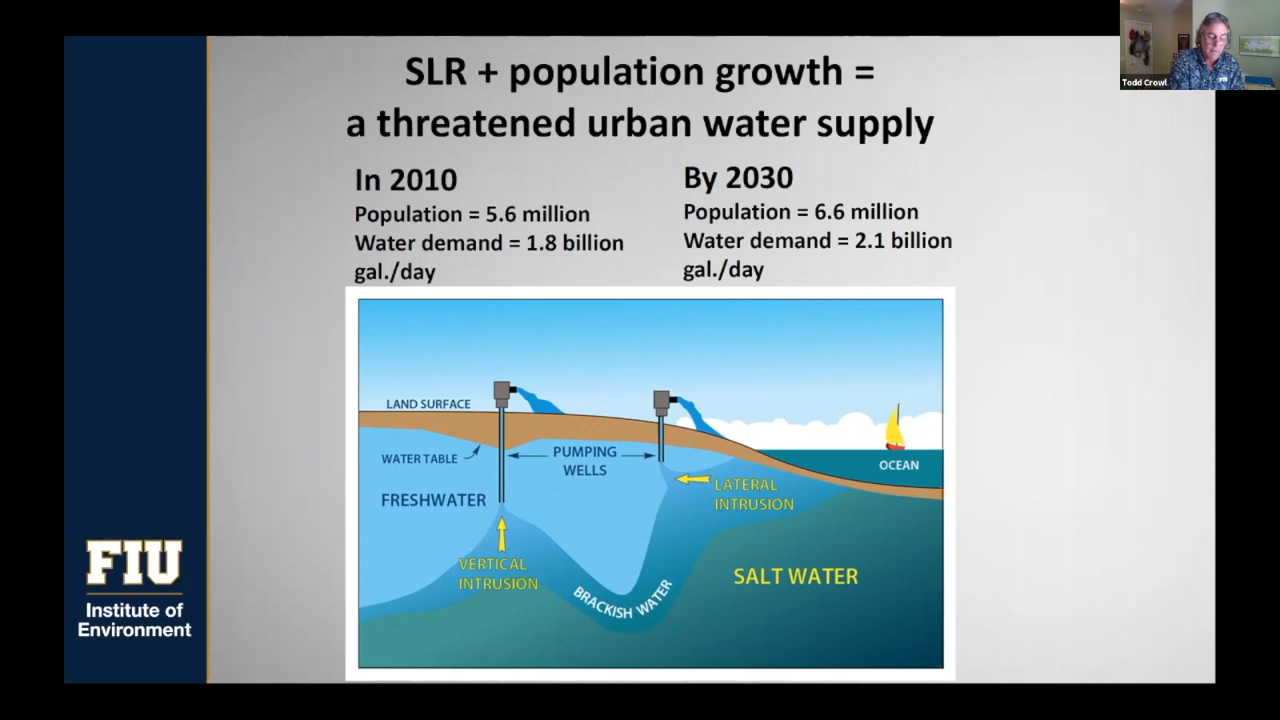 SLR + population growth =
a threatened urban water supply
In 2010
Population = 5.6 million
Water demand = 1.8 billion
gal./day
By 2030
Population = 6.6 million
Water demand = 2.1 billion
gal./day
LAND SURFACE
WATER TABLE
PUMPING
WELLS
OCEAN
FRESHWATER
LATERAL
INTRUSION
VERTICAL
INTRUSION
BRACKISH WATER
SALT WATER
FIU
Institute of
Environment
Todd Crowl